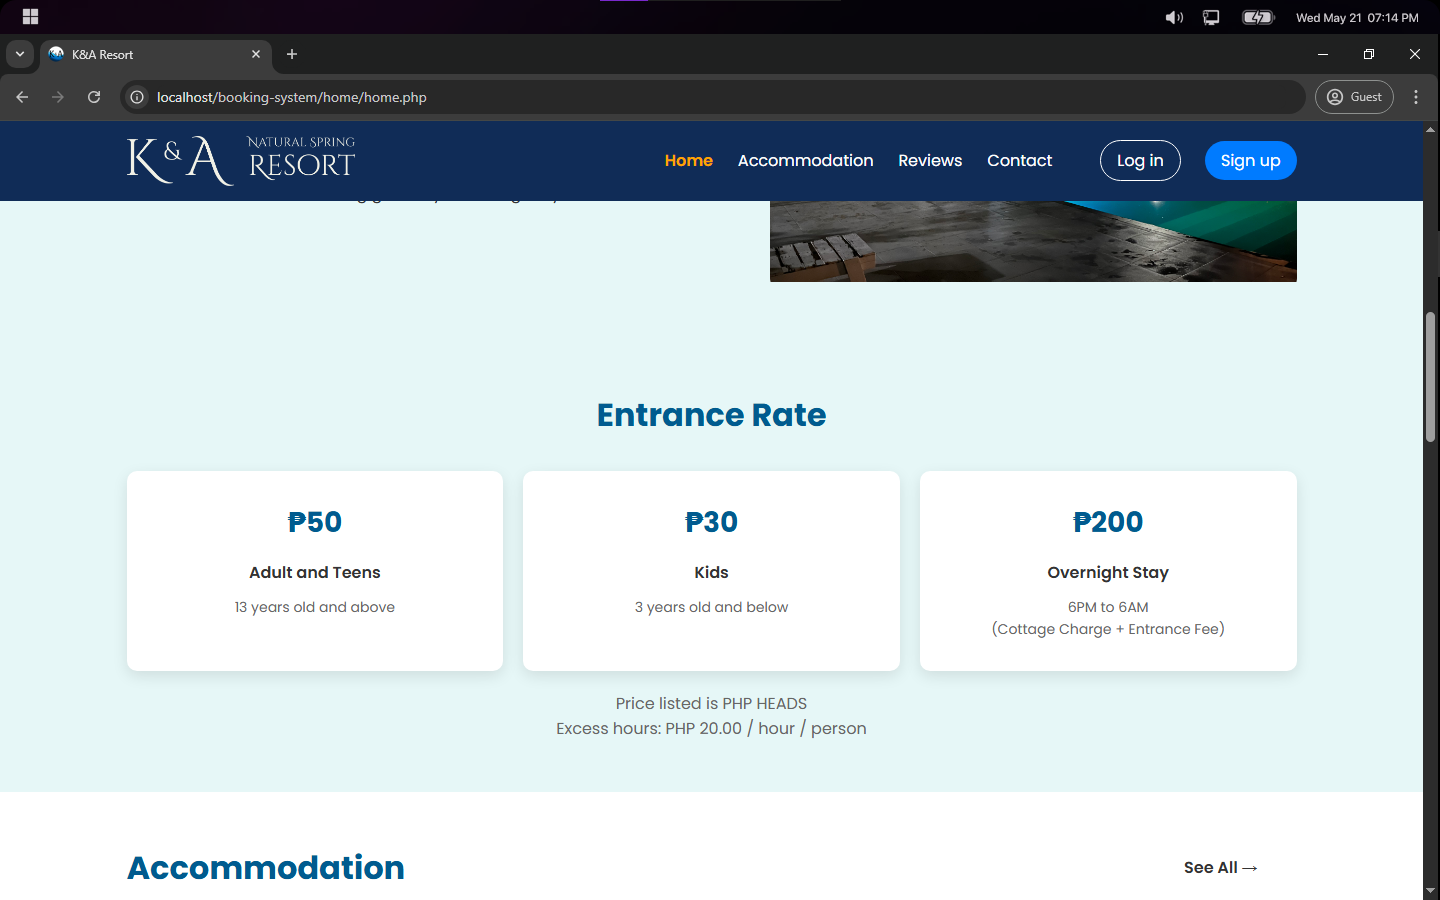 Wed May 21 07:14 PM
K&A Resort
localhost/booking-system/home/home.php
Guest
K & A NATURAL SPRING RESORT
Home
Accommodation
Reviews
Contact
Log in
Sign up
Entrance Rate
₱50
Adult and Teens
13 years old and above
₱30
Kids
3 years old and below
₱200
Overnight Stay
6PM to 6AM
(Cottage Charge + Entrance Fee)
Price listed is PHP HEADS
Excess hours: PHP 20.00 / hour / person
Accommodation
See All →